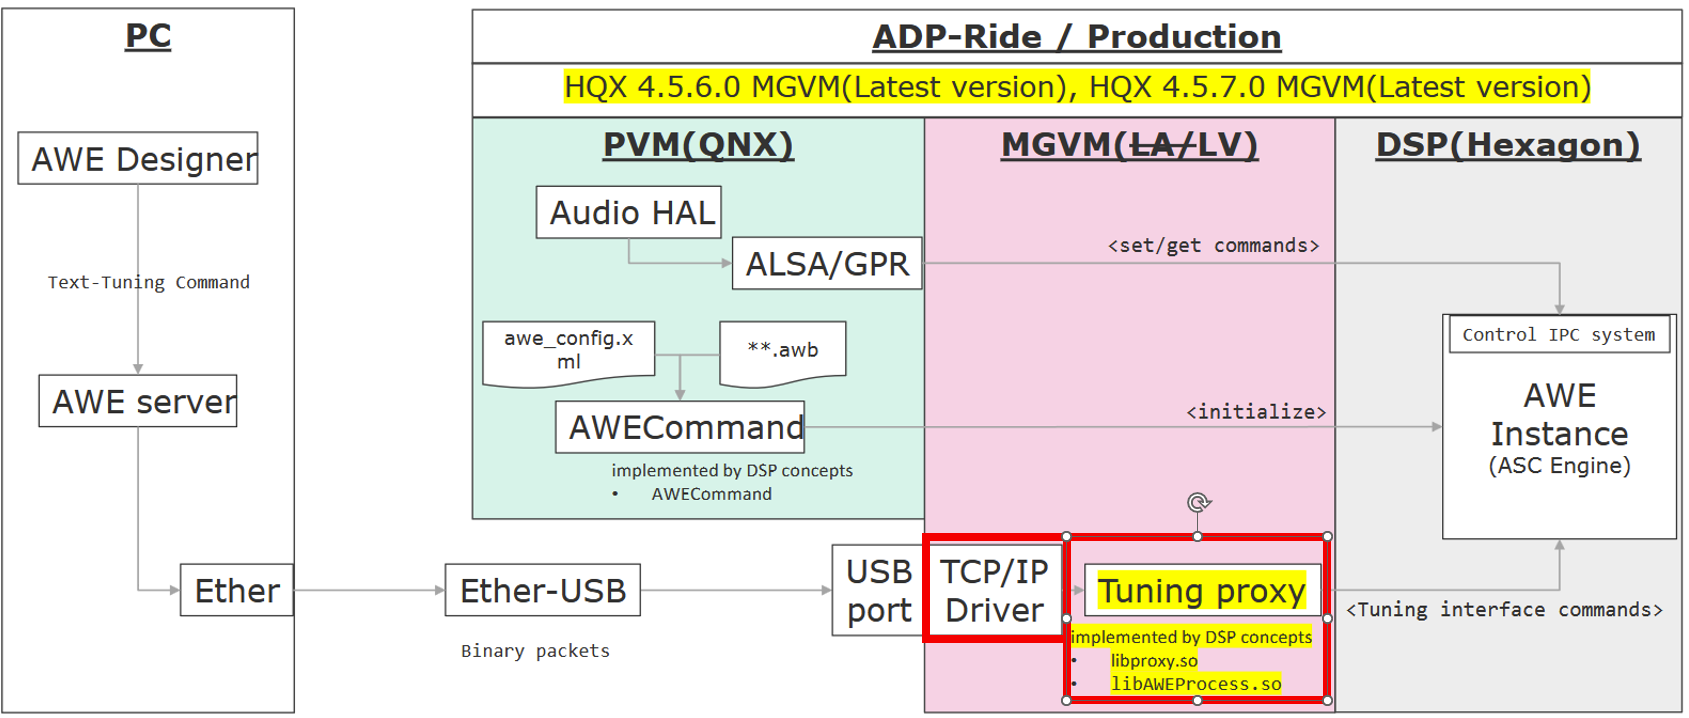 PC
ADP-Ride / Production
HQX 4.5.6.0 MGVM(Latest version), HQX 4.5.7.0 MGVM(Latest version)
PVM(QNX)
MGVM(LA/LV)
DSP(Hexagon)
AWE Designer
Audio HAL
ALSA/GPR
<set/get commands>
Text-Tuning Command
awe_config.x
ml
**.awb
Control IPC system
AWE
Instance
(ASC Engine)
AWE server
AWECommand
<initialize>
implemented by DSP concepts
• AWECommand
Ether
Ether-USB
USB
port
TCP/IP
Driver
Tuning proxy
<Tuning interface commands>
Binary packets
implemented by DSP concepts
• libproxy.so
• libAWEProcess.so